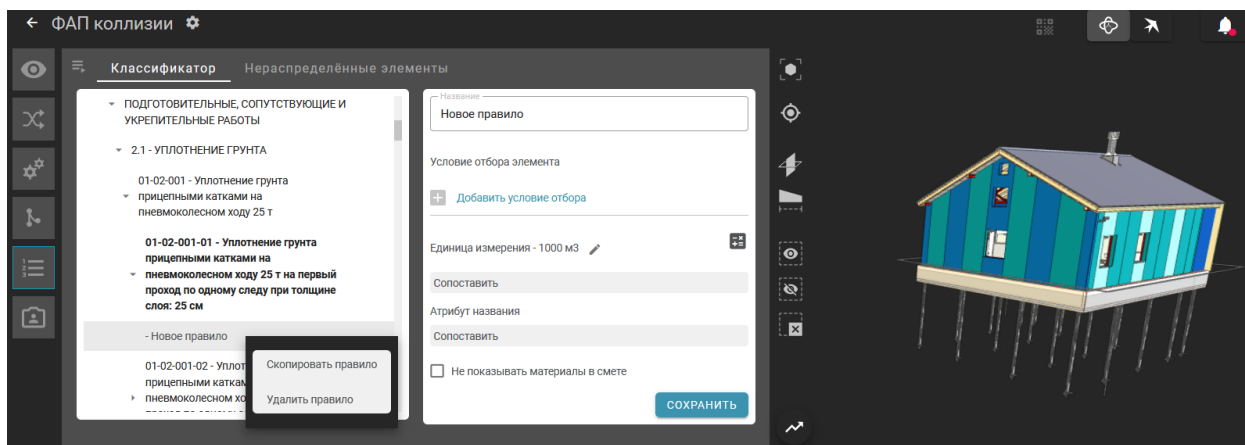 ФАП коллизии
Классификатор Нераспределённые элементы
ПОДГОТОВИТЕЛЬНЫЕ, СОПУТСТВУЮЩИЕ И
УКРЕПИТЕЛЬНЫЕ РАБОТЫ
2.1 - УПЛОТНЕНИЕ ГРУНТА
01-02-001 - Уплотнение грунта
прицепными катками на
пневмоколесном ходу 25 т
01-02-001-01 - Уплотнение грунта
прицепными катками на
пневмоколесном ходу 25 т на первый
проход по одному следу при толщине
слоя: 25 см
- Новое правило
01-02-001-02 - Уплот
прицепными каткам
пневмоколесном хо
Скопировать правило
Удалить правило
Название
Новое правило
Условие отбора элемента
Добавить условие отбора
Единица измерения - 1000 м3
Сопоставить
Атрибут названия
Сопоставить
Не показывать материалы в смете
СОХРАНИТЬ